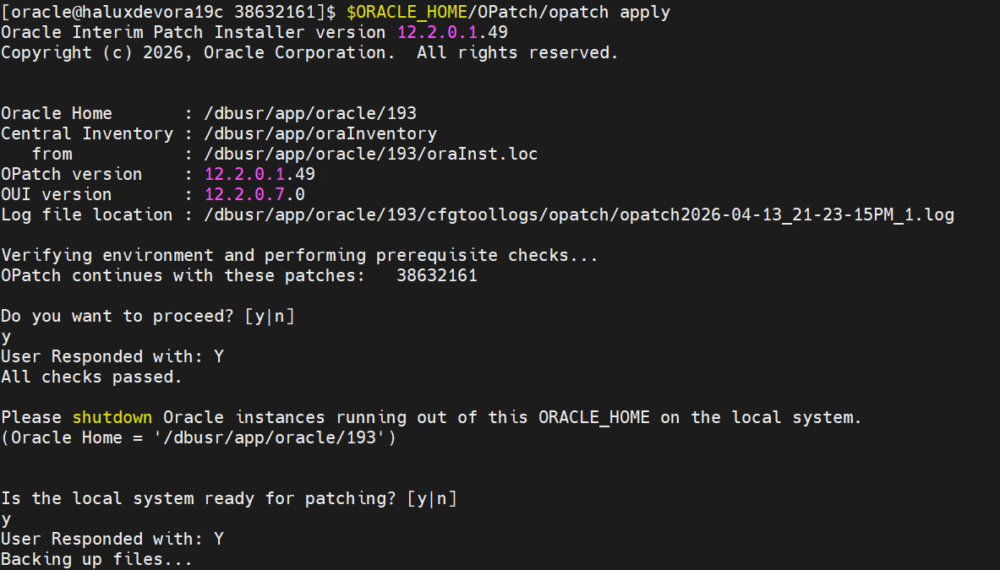 [oracle@haluxdevora19c 38632161]$ $ORACLE_HOME/OPatch/opatch apply
Oracle Interim Patch Installer version 12.2.0.1.49
Copyright (c) 2026, Oracle Corporation.  All rights reserved.
Oracle Home       : /dbusr/app/oracle/193
Central Inventory : /dbusr/app/oraInventory
   from           : /dbusr/app/oracle/193/oraInst.loc
OPatch version    : 12.2.0.1.49
OUI version       : 12.2.0.7.0
Log file location : /dbusr/app/oracle/193/cfgtoollogs/opatch/opatch2026-04-13_21-23-15PM_1.log
Verifying environment and performing prerequisite checks...
OPatch continues with these patches:   38632161
Do you want to proceed? [y|n]
y
User Responded with: Y
All checks passed.
Please shutdown Oracle instances running out of this ORACLE_HOME on the local system.
(Oracle Home = '/dbusr/app/oracle/193')
Is the local system ready for patching? [y|n]
y
User Responded with: Y
Backing up files...